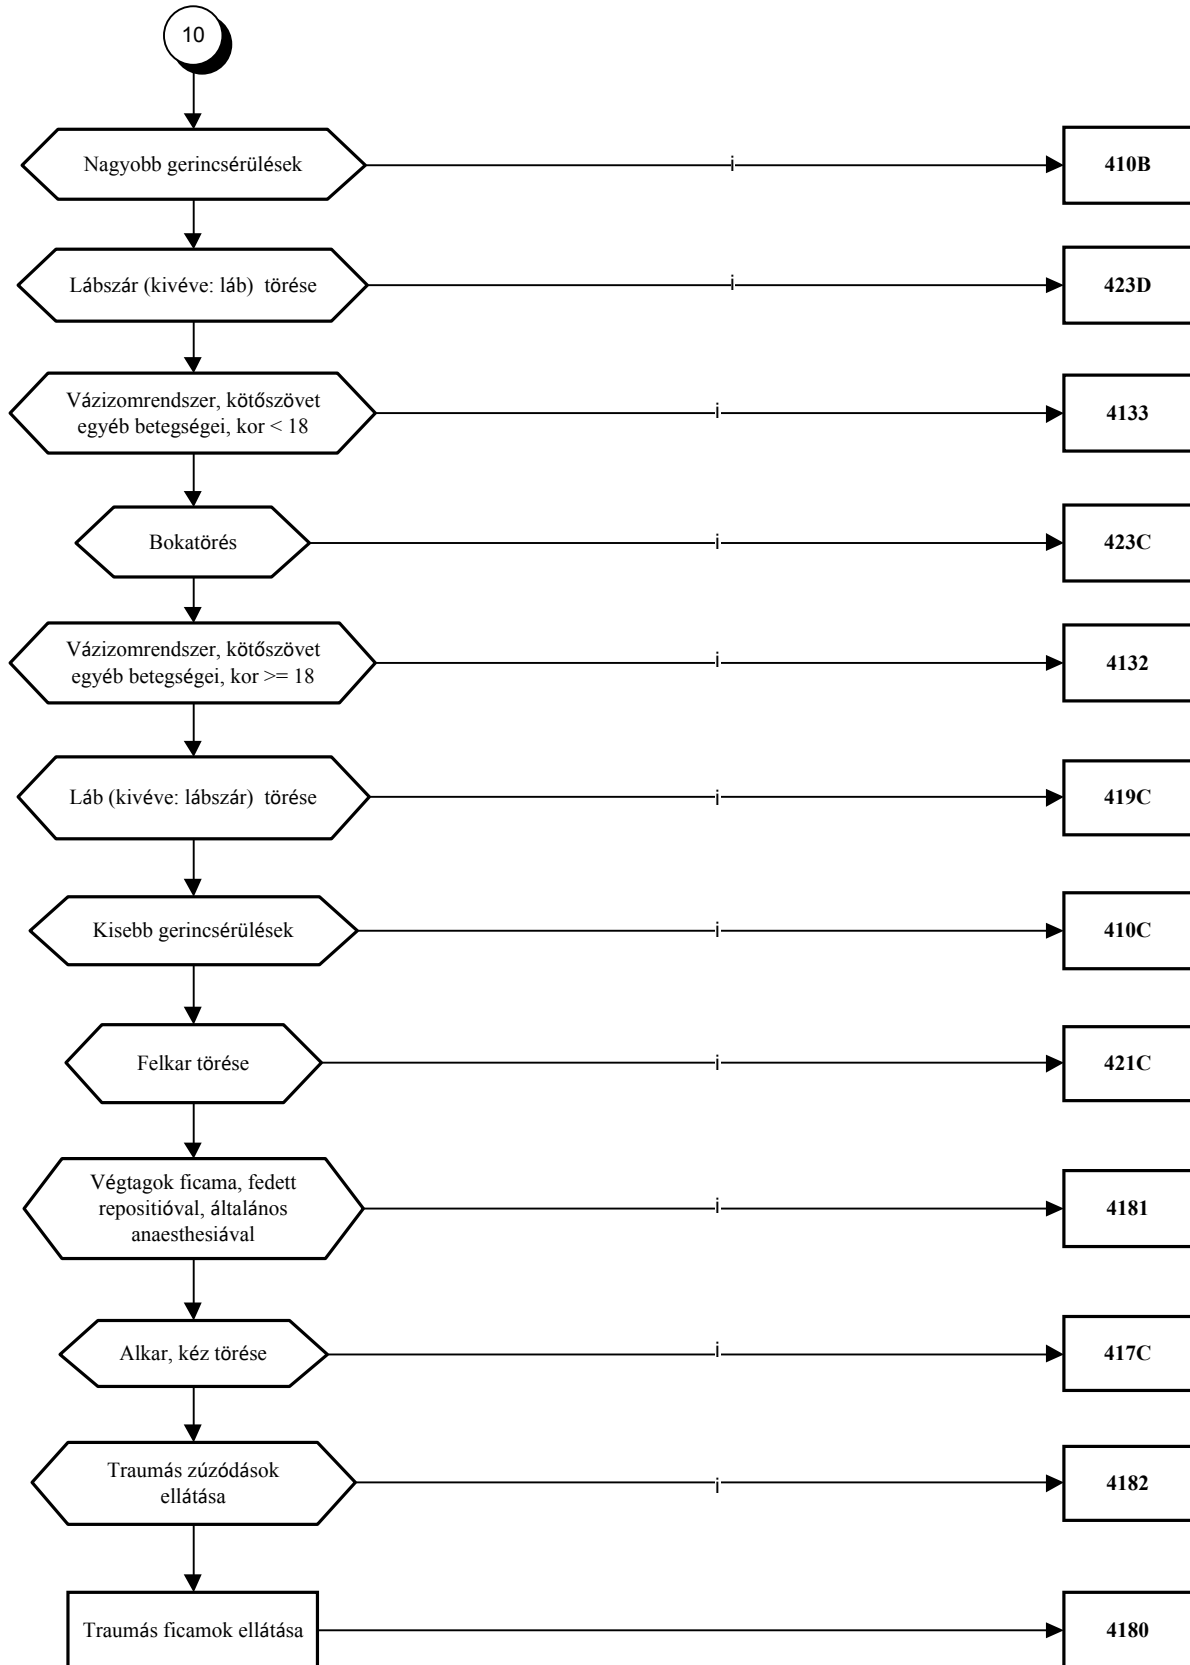 10
Nagyobb gerincsérülések
i
410B
Lábszár (kivéve: láb) törése
i
423D
Vázizomrendszer, kötőszövet
egyéb betegségei, kor < 18
i
4133
Bokatörés
i
423C
Vázizomrendszer, kötőszövet
egyéb betegségei, kor >= 18
i
4132
Láb (kivéve: lábszár) törése
i
419C
Kisebb gerincsérülések
i
410C
Felkar törése
i
421C
Végtagok ficama, fedett
repositióval, általános
anaesthesiával
i
4181
Alkar, kéz törése
i
417C
Traumás zúzódások
ellátása
i
4182
Traumás ficamok ellátása
4180